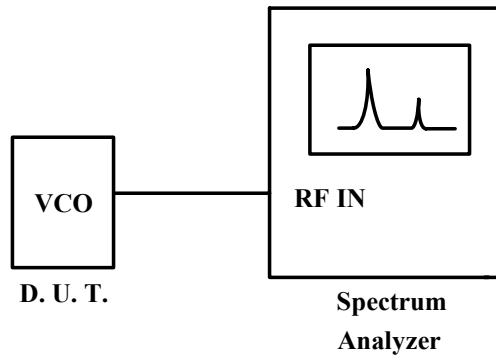 VCO
D. U. T.
RF IN
Spectrum
Analyzer